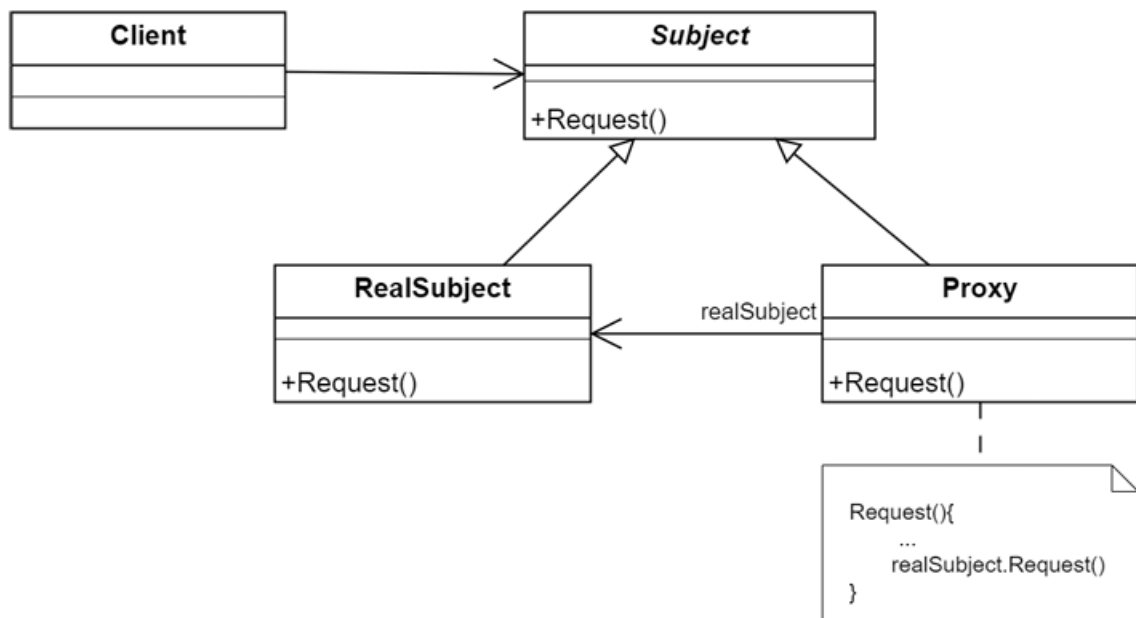 Client
Subject
+Request()
RealSubject
Proxy
realSubject
+Request()
+Request()
Request(){
...
realSubject.Request()
}